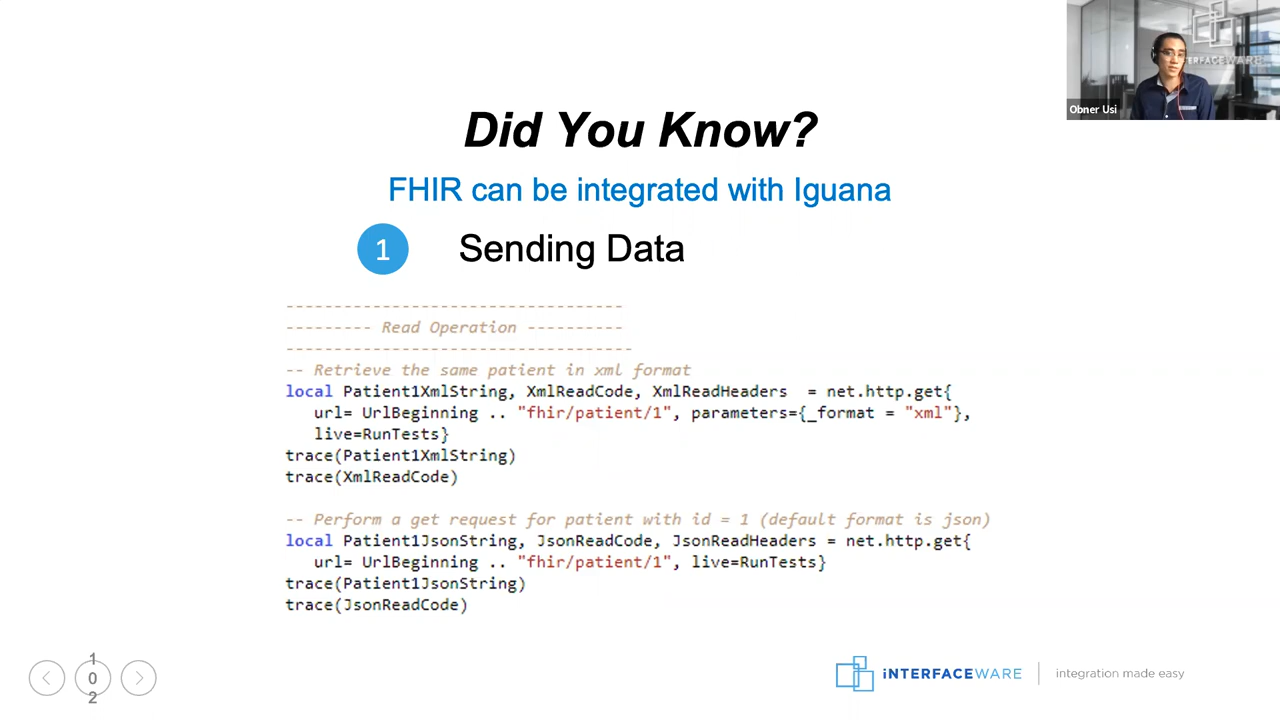 iNTERFACEWARE
Obner Usi
Did You Know?
FHIR can be integrated with Iguana
1 Sending Data
-----------------------------------
--------- Read Operation ----------
------------------------------------
-- Retrieve the same patient in xml format
local Patient1XmlString, XmlReadCode, XmlReadHeaders = net.http.get{
url= UrlBeginning .. "fhir/patient/1", parameters={_format = "xml"},
live=RunTests}
trace(Patient1XmlString)
trace(XmlReadCode)
-- Perform a get request for patient with id = 1 (default format is json)
local Patient1JsonString, JsonReadCode, JsonReadHeaders = net.http.get{
url= UrlBeginning .. "fhir/patient/1", live=RunTests}
trace(Patient1JsonString)
trace(JsonReadCode)
1
0
2
iNTERFACEWARE
integration made easy